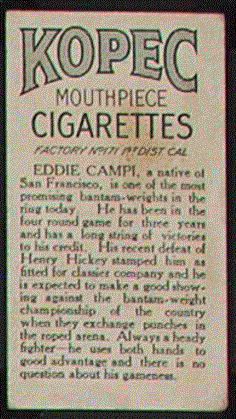 KOPEC
MOUTHPIECE
CIGARETTES
FACTORY Nº171 1ST DIST CAL
EDDIE CAMPI, a native of
San Francisco, is one of the most
promising bantam-weights in the
ring today. He has been in the
four round game for three years
and has a long string of victories
to his credit. His recent defeat of
Henry Hickey stamped him as
fitted for classier company and he
is expected to make a good show-
ing against the bantam-weight
championship of the country
when they exchange punches in
the roped arena. Always a heady
fighter he uses both hands to
good advantage and there is no
question about his gameness.